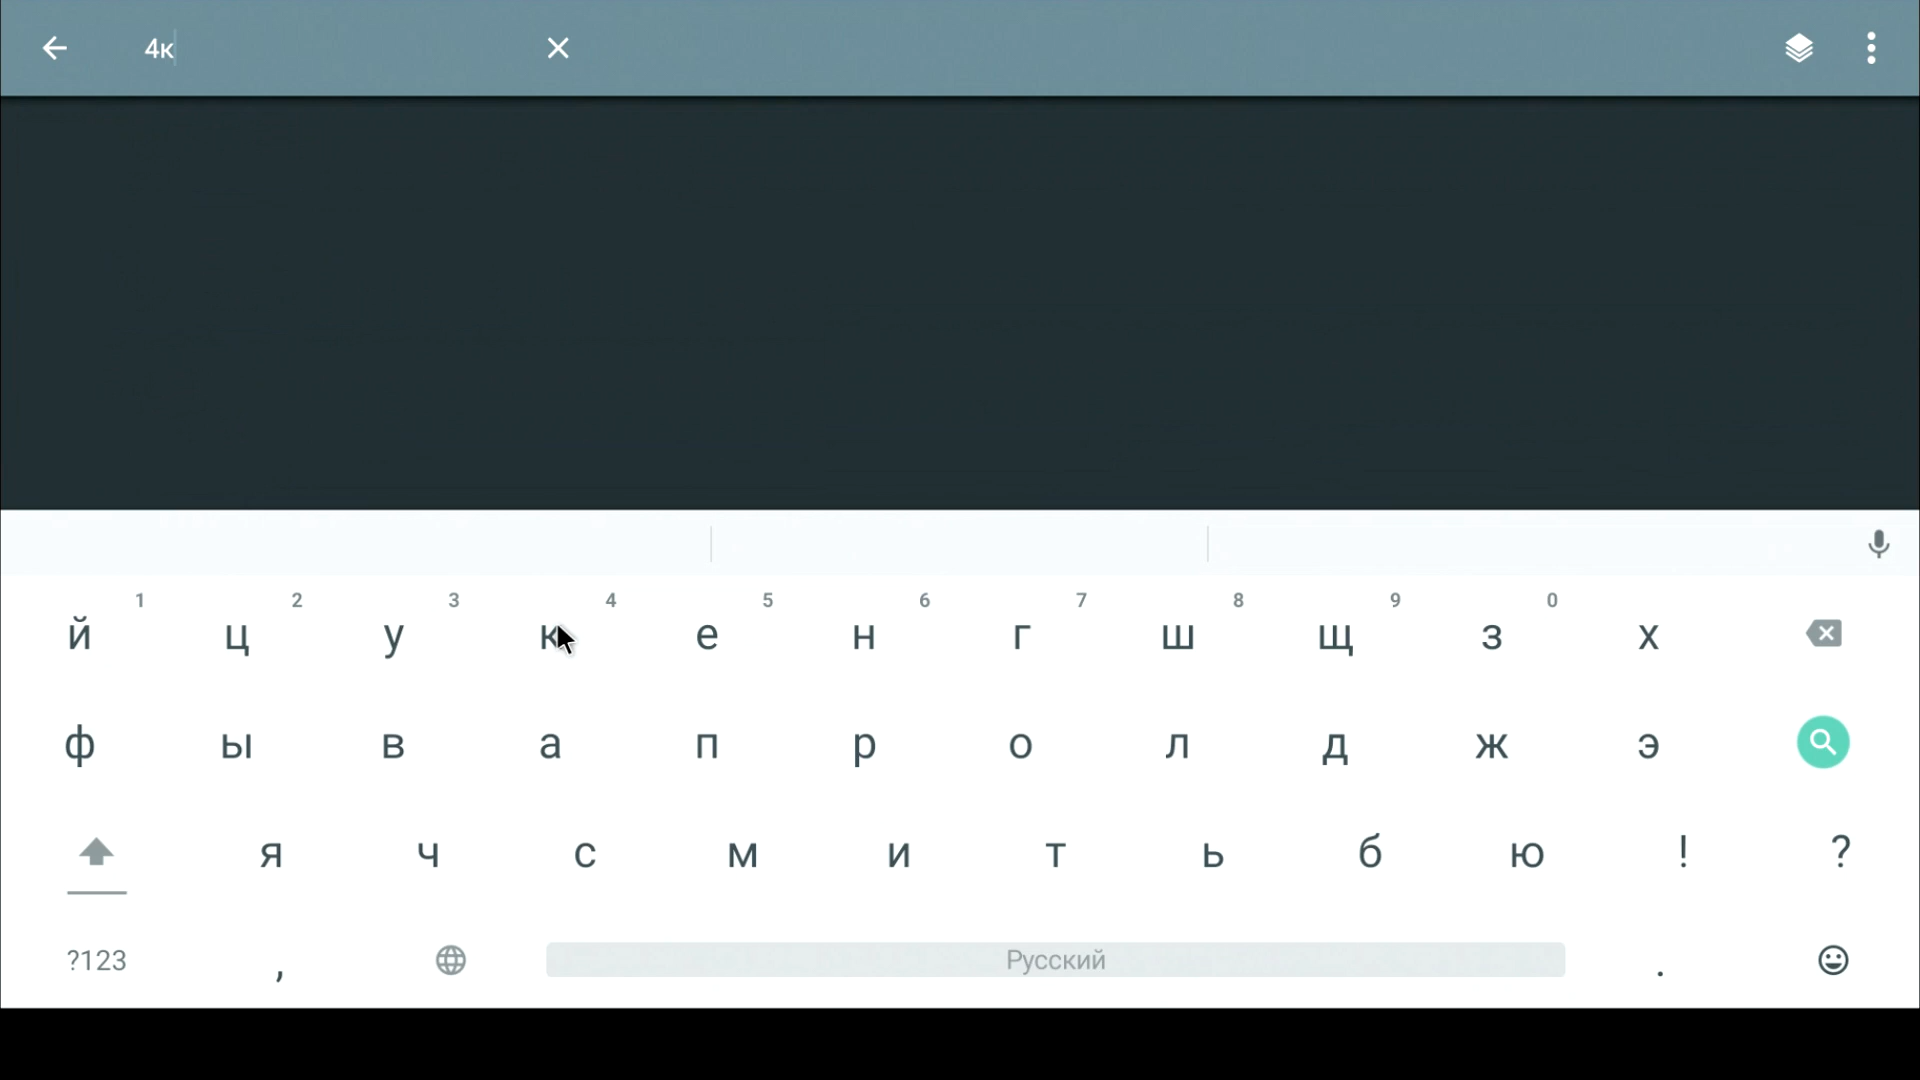 4к
1 2 3 4 5 6 7 8 9 0
й ц у к е н г ш щ з х
ф ы в а п р о л д ж э
я ч с м и т ь б ю ! ?
?123 , Русский .